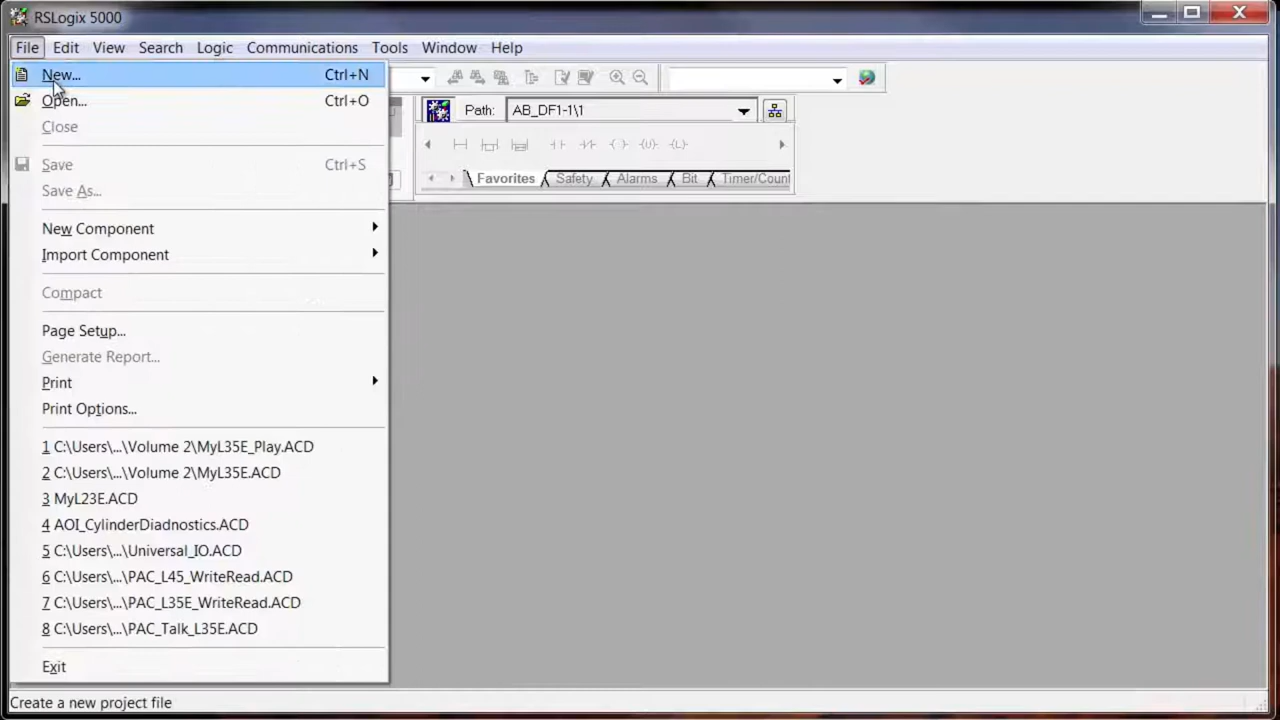 RSLogix 5000
File Edit View Search Logic Communications Tools Window Help
New... Ctrl+N
Open... Ctrl+O
Close
Save Ctrl+S
Save As...
New Component
Import Component
Compact
Page Setup...
Generate Report...
Print
Print Options...
1 C:\Users\...\Volume 2\MyL35E_Play.ACD
2 C:\Users\...\Volume 2\MyL35E.ACD
3 MyL23E.ACD
4 AOI_CylinderDiadnostics.ACD
5 C:\Users\...\Universal_IO.ACD
6 C:\Users\...\PAC_L45_WriteRead.ACD
7 C:\Users\...\PAC_L35E_WriteRead.ACD
8 C:\Users\...\PAC_Talk_L35E.ACD
Exit
Path: AB_DF1-1\1
Favorites Safety Alarms Bit Timer/Coun
Create a new project file